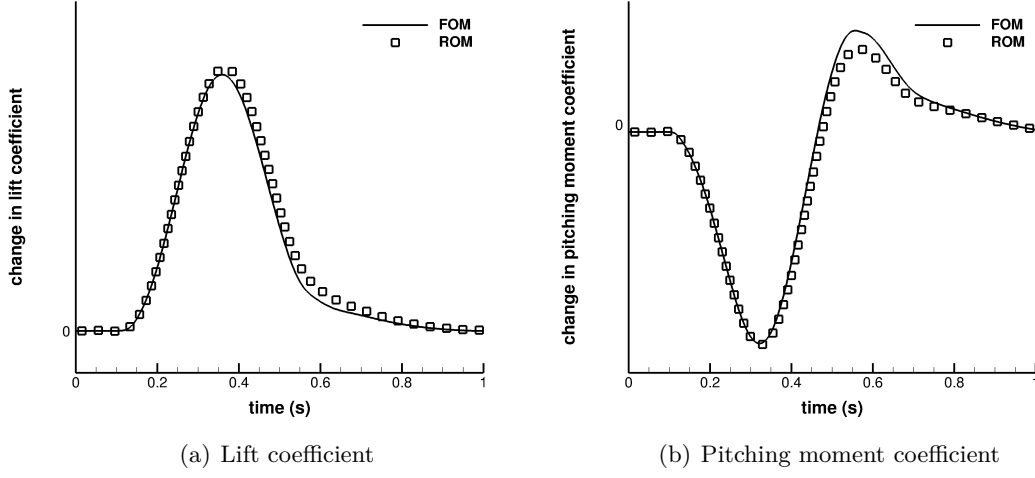 FOM
ROM
change in lift coefficient
0
0
0.2
0.4
0.6
0.8
1
time (s)
(a) Lift coefficient
FOM
ROM
change in pitching moment coefficient
0
0
0.2
0.4
0.6
0.8
1
time (s)
(b) Pitching moment coefficient